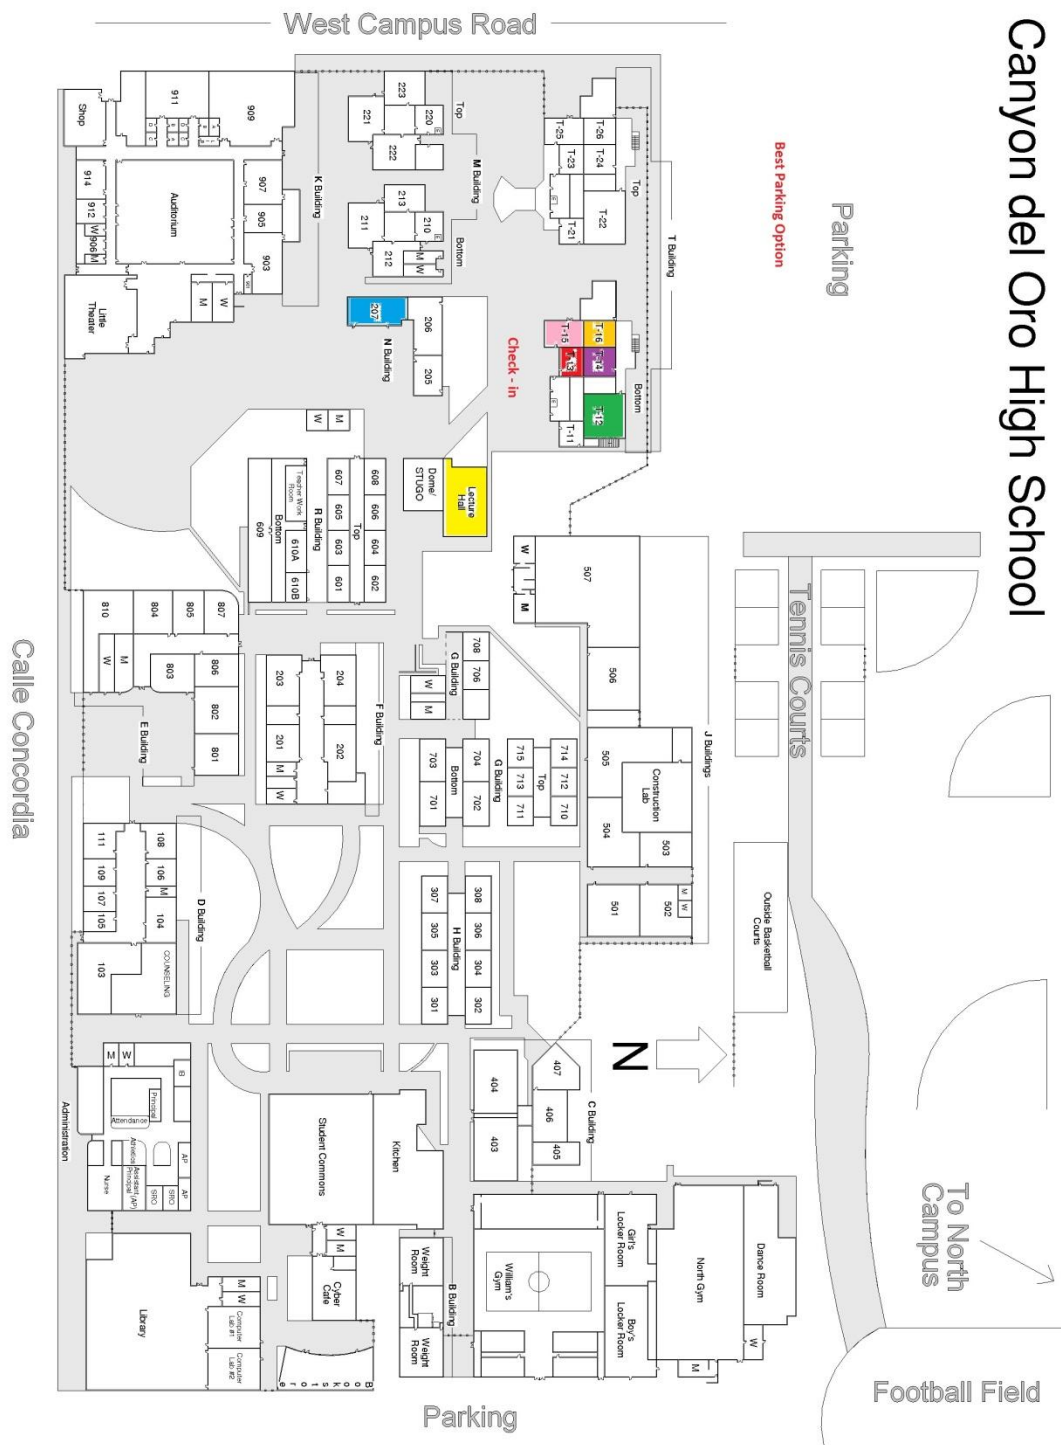 Canyon del Oro High School
West Campus Road
Parking
Best Parking Option
T Building
Top
T-26
T-24
T-22
T-25
T-23
T-21
Bottom
T-16
T-14
T-12
T-15
T-13
T-11
Check - in
M Building
Top
223
220
221
222
Bottom
213
210
211
212
M
W
N Building
207
206
205
K Building
911
909
Shop
907
905
903
Auditorium
914
912
W
906
M
Little
Theater
M
W
Lecture
Hall
Dome/
STUGO
M
W
R Building
Top
608
606
604
602
607
605
603
601
Teacher Work
Room
Bottom
609
610A
610B
J Buildings
507
W
M
506
505
Construction
Lab
504
503
501
502
M
W
Tennis Courts
Outside Basketball
Courts
G Building
708
706
W
M
G Building
Top
714
712
710
715
713
711
Bottom
704
702
703
701
F Building
204
202
203
201
M
W
E Building
807
805
804
810
806
802
801
803
M
W
Calle Concordia
D Building
108
106
M
104
111
109
107
105
103
COUNSELING
H Building
308
306
304
302
307
305
303
301
N
C Building
407
406
405
404
403
Administration
M
W
IB
Principal
Attendance
Athletics
Assistant
Principal (AP)
AP
AP
SRO
SRO
Nurse
Student Commons
Kitchen
W
M
Cyber
Cafe
Library
M
W
Computer
Lab #1
Computer
Lab #2
Bookstore
B Building
Weight
Room
Weight
Room
William's
Gym
Girl's
Locker Room
Boy's
Locker Room
North Gym
Dance Room
W
M
To North
Campus
Football Field
Parking